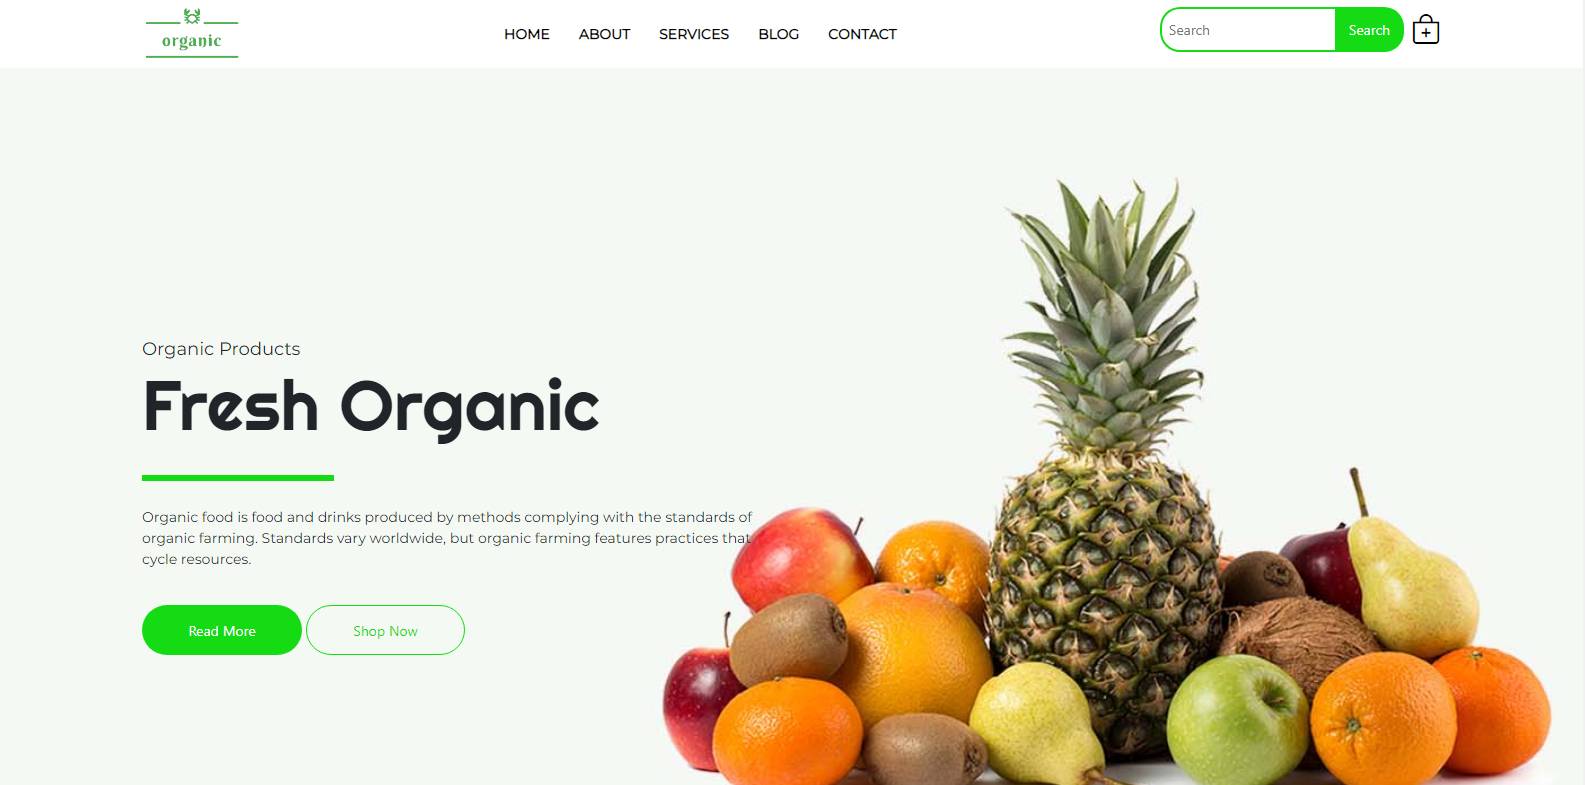 organic
HOME ABOUT SERVICES BLOG CONTACT
Search Search
Organic Products
Fresh Organic
Organic food is food and drinks produced by methods complying with the standards of
organic farming. Standards vary worldwide, but organic farming features practices that
cycle resources.
Read More Shop Now